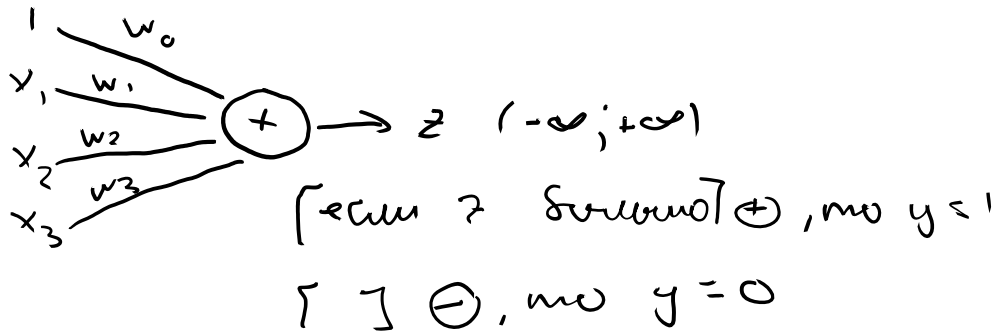 1 w₀
x₁ w₁
+ → z (-∞; +∞)
x₂ w₂
x₃ w₃
[если z большое] ⊕, то y = 1
[ ] ⊖, то y = 0